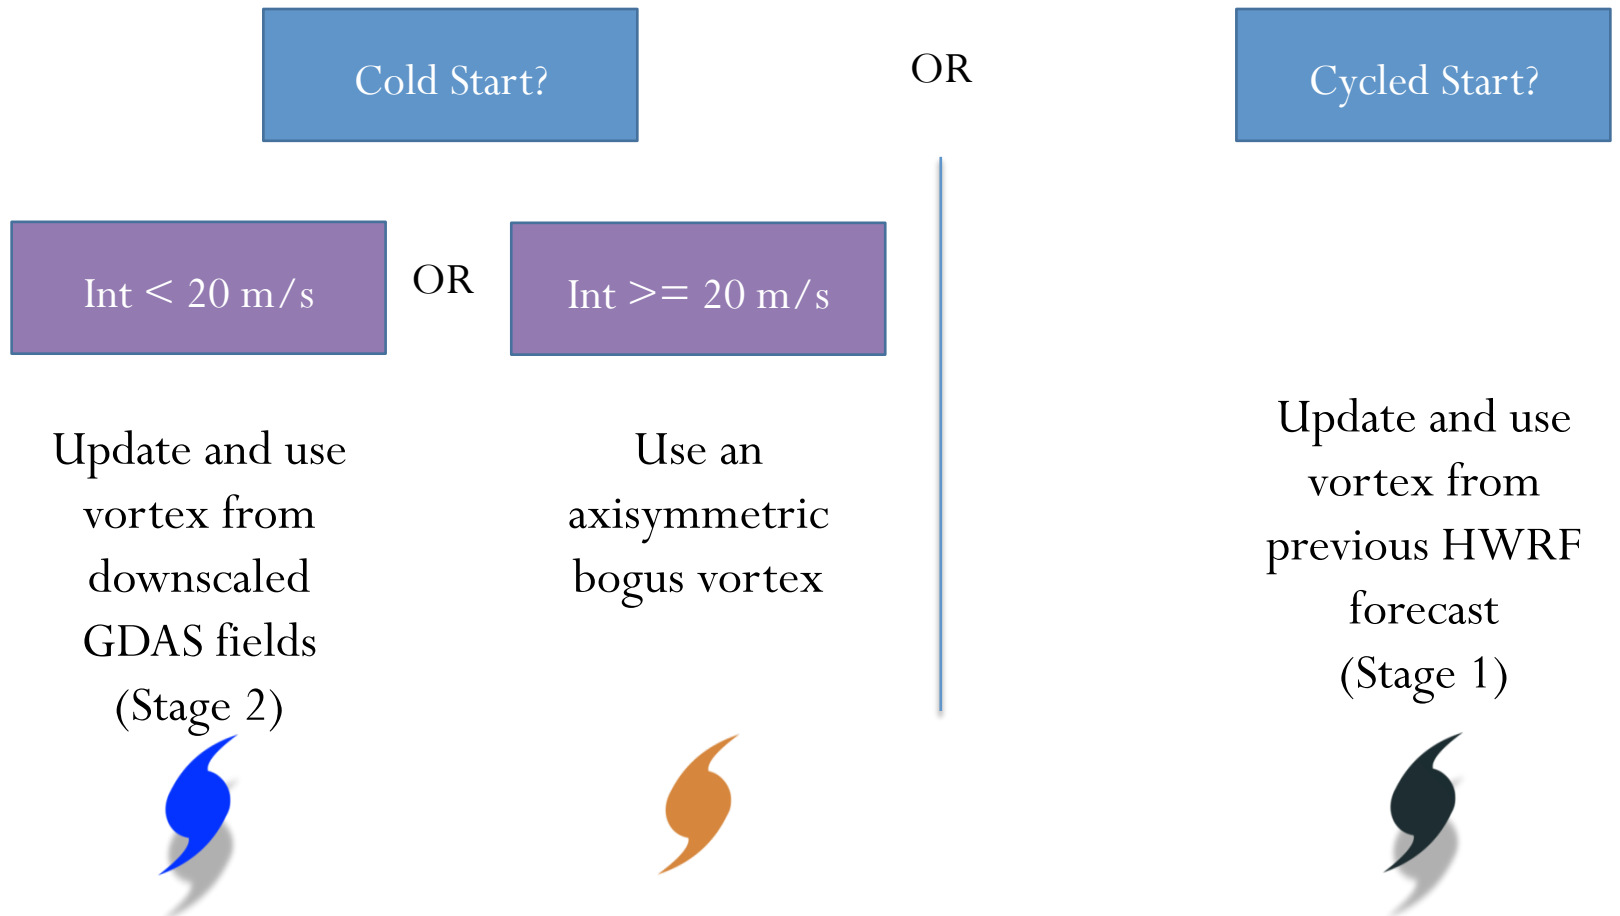 Cold Start?
OR
Cycled Start?
Int < 20 m/s
OR
Int >= 20 m/s
Update and use
vortex from
downscaled
GDAS fields
(Stage 2)
Use an
axisymmetric
bogus vortex
Update and use
vortex from
previous HWRF
forecast
(Stage 1)